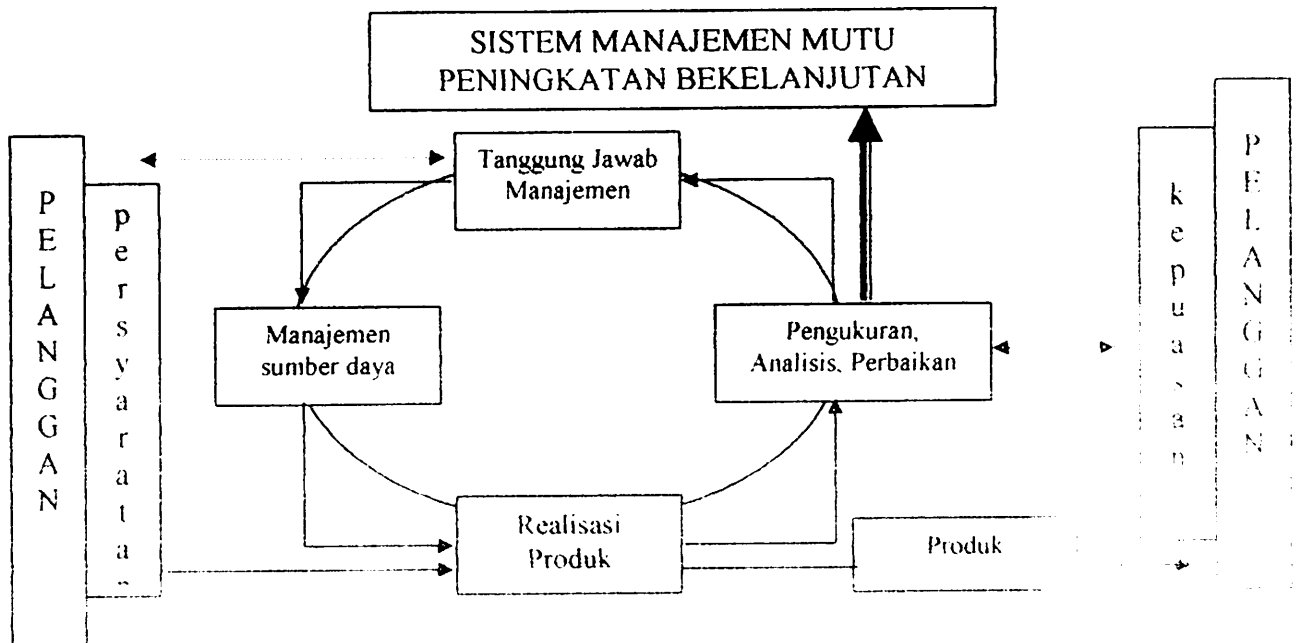 SISTEM MANAJEMEN MUTU
PENINGKATAN BEKELANJUTAN
PELANGGAN
persyaratan
Tanggung Jawab
Manajemen
Manajemen
sumber daya
Pengukuran,
Analisis, Perbaikan
Realisasi
Produk
Produk
kepuasan
PELANGGAN